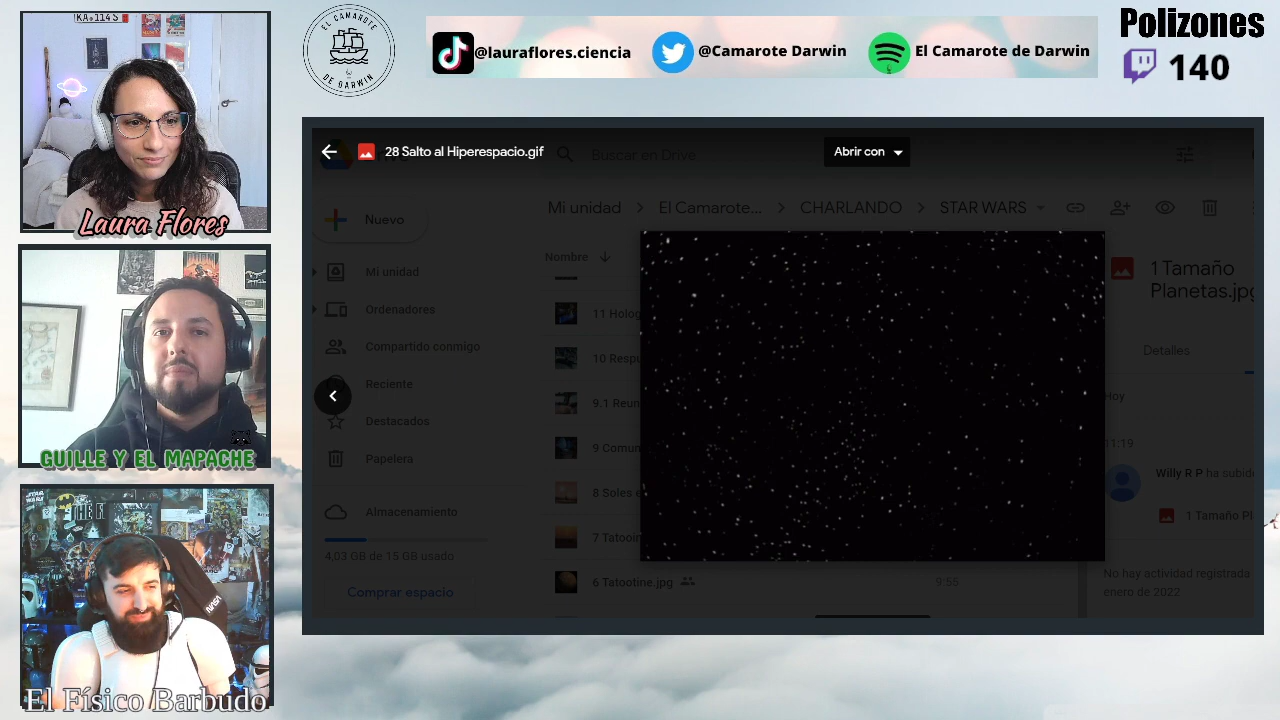 KA 114S
Laura Flores
GUILLE Y EL MAPACHE
STAR WARS
NASA
El Físico Barbudo
EL CAMAROTE DE DARWIN
@lauraflores.ciencia
@Camarote Darwin
El Camarote de Darwin
Polizones
140
28 Salto al Hiperespacio.gif
Buscar en Drive
Abrir con
Nuevo
Mi unidad
El Camarote...
CHARLANDO
STAR WARS
Nombre
Mi unidad
Ordenadores
Compartido conmigo
Reciente
Destacados
Papelera
Almacenamiento
4,03 GB de 15 GB usado
Comprar espacio
11 Holog
10 Respu
9.1 Reun
9 Comun
8 Soles e
7 Tatooin
6 Tatootine.jpg
9:55
1 Tamaño
Planetas.jpg
Detalles
Hoy
11:19
Willy R P ha subido
1 Tamaño Pl
No hay actividad registrada
enero de 2022